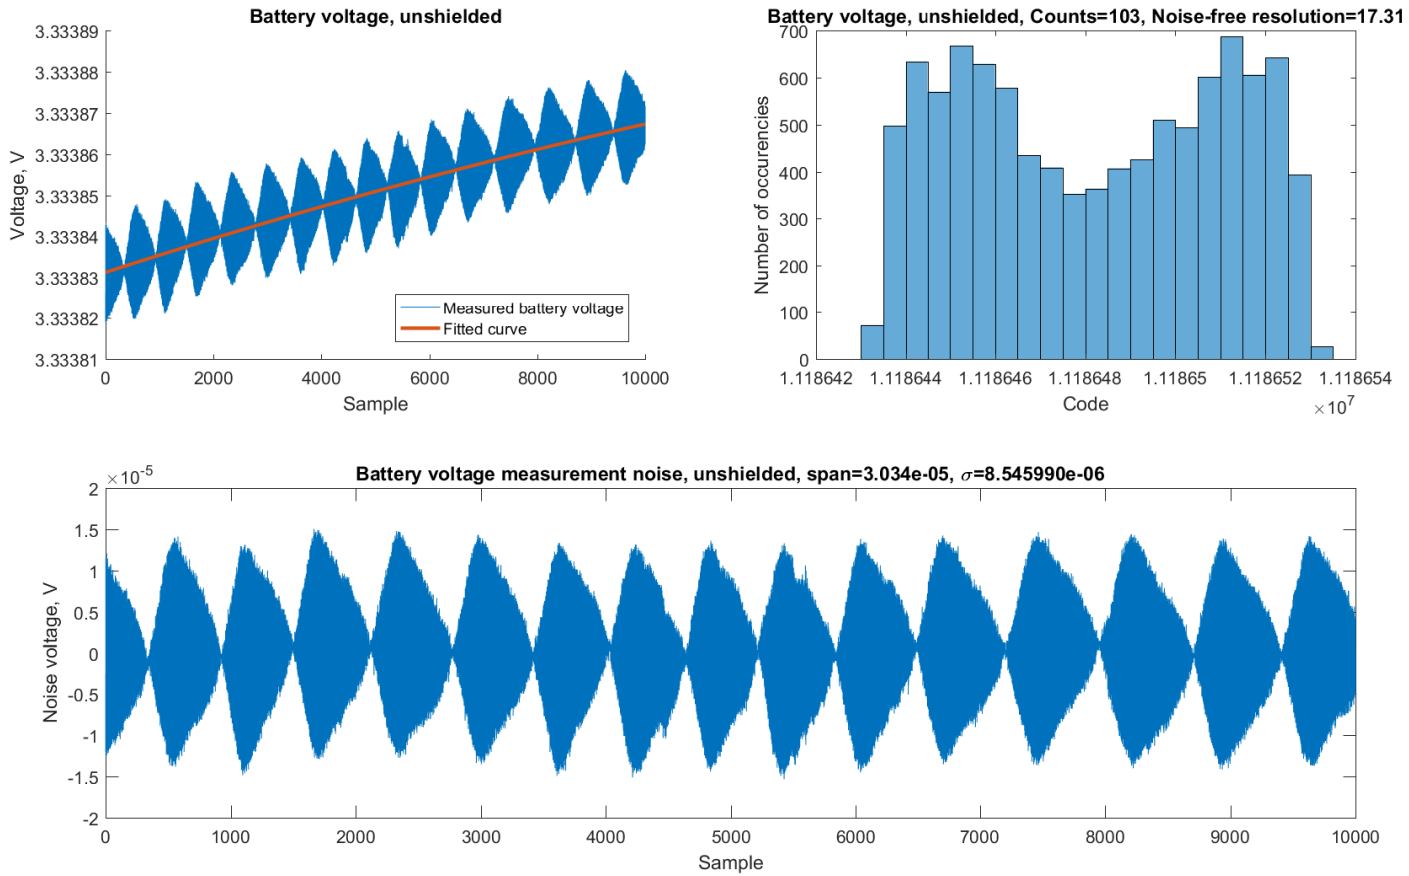 Battery voltage, unshielded
3.33389
3.33388
3.33387
3.33386
3.33385
3.33384
3.33383
3.33382
3.33381
Voltage, V
0 2000 4000 6000 8000 10000
Sample
Measured battery voltage
Fitted curve
Battery voltage, unshielded, Counts=103, Noise-free resolution=17.31
700
600
500
400
300
200
100
0
Number of occurencies
1.118642 1.118644 1.118646 1.118648 1.11865 1.118652 1.118654
Code
×10^7
Battery voltage measurement noise, unshielded, span=3.034e-05, σ=8.545990e-06
×10^-5
2
1.5
1
0.5
0
-0.5
-1
-1.5
-2
Noise voltage, V
0 1000 2000 3000 4000 5000 6000 7000 8000 9000 10000
Sample